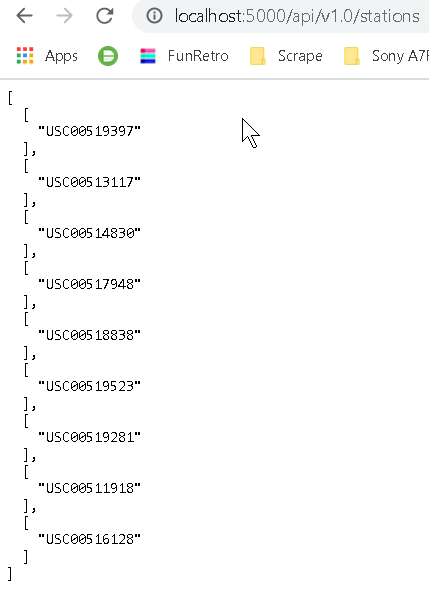 localhost:5000/api/v1.0/stations
Apps FunRetro Scrape Sony A7R
[
  [
    "USC00519397"
  ],
  [
    "USC00513117"
  ],
  [
    "USC00514830"
  ],
  [
    "USC00517948"
  ],
  [
    "USC00518838"
  ],
  [
    "USC00519523"
  ],
  [
    "USC00519281"
  ],
  [
    "USC00511918"
  ],
  [
    "USC00516128"
  ]
]